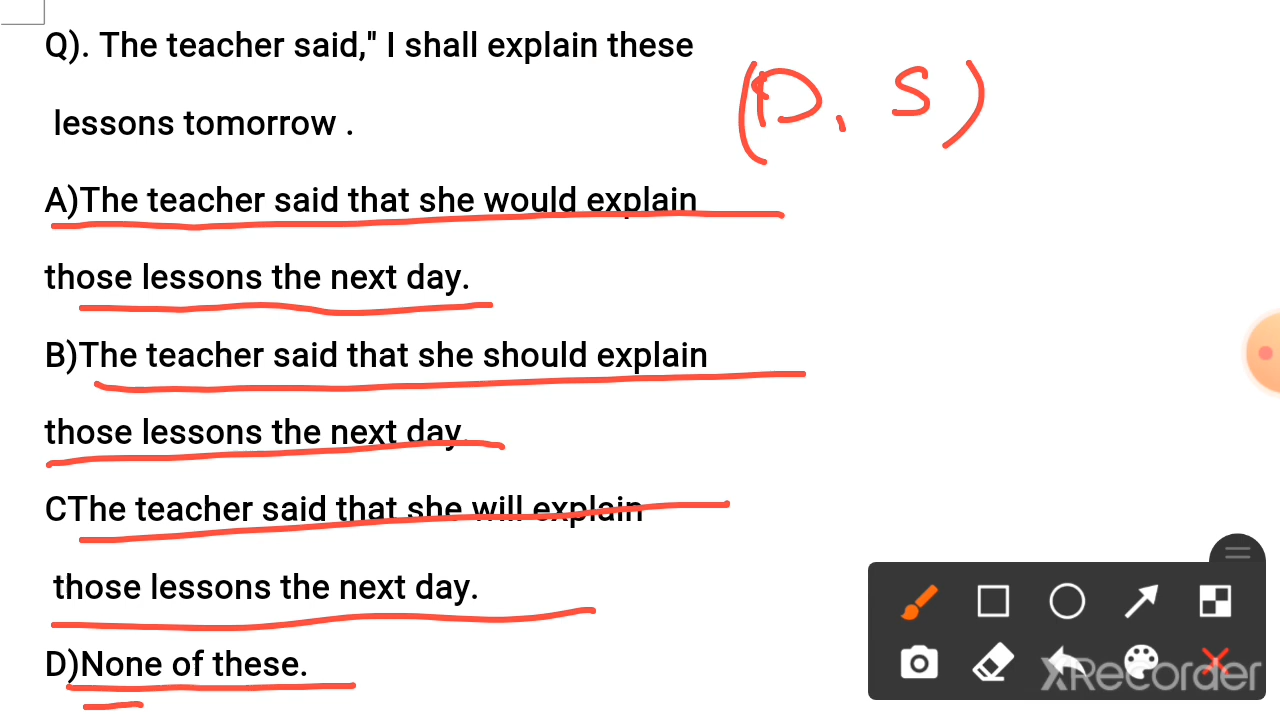 Q). The teacher said," I shall explain these
(D, S)
lessons tomorrow .
A)The teacher said that she would explain
those lessons the next day.
B)The teacher said that she should explain
those lessons the next day.
CThe teacher said that she will explain
those lessons the next day.
D)None of these.
XRecorder